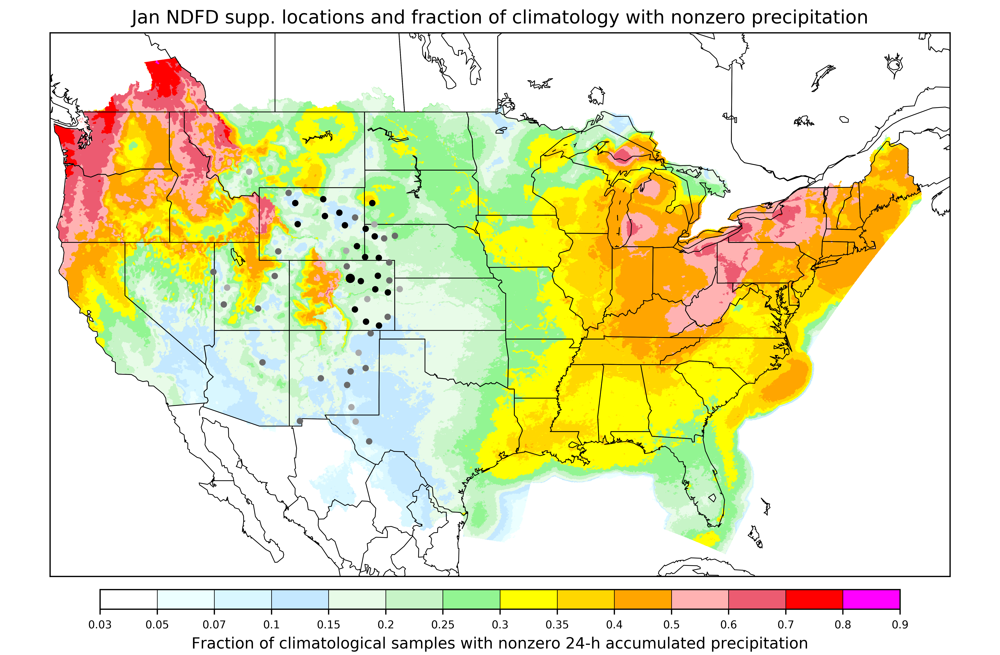 Jan NDFD supp. locations and fraction of climatology with nonzero precipitation
0.03 0.05 0.07 0.1 0.15 0.2 0.25 0.3 0.35 0.4 0.5 0.6 0.7 0.8 0.9
Fraction of climatological samples with nonzero 24-h accumulated precipitation